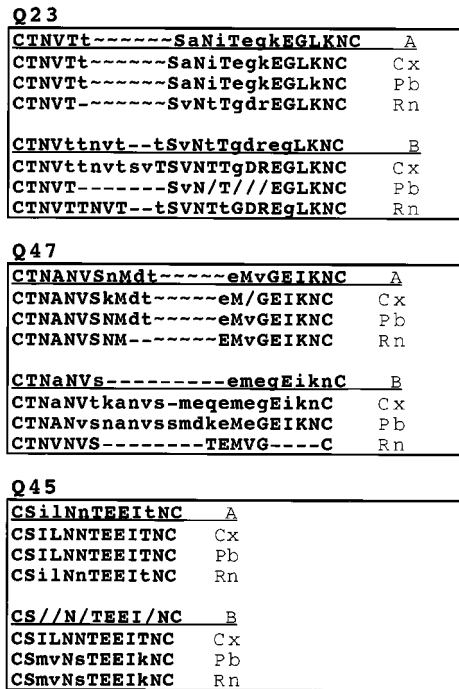 Q23
CTNVTt~~~~~~SaNiTegkEGLKNC A
CTNVTt~~~~~~SaNiTegkEGLKNC Cx
CTNVTt~~~~~~SaNiTegkEGLkNC Pb
CTNVT-~~~~~~SvNtTgdrEGLKNC Rn
CTNVttnvt--tSvNtTgdregLKNC B
CTNVttnvtsvTSVNTTgDREGLKNC Cx
CTNVT-------SvN/T///EGLKNC Pb
CTNVTTNVT--tSVNTtGDREgLKNC Rn
Q47
CTNANVSnMdt~~~~~eMvGEIKNC A
CTNANVSkMdt~~~~~eM/GEIKNC Cx
CTNANVSNMdt~~~~~eMvGEIKNC Pb
CTNANVSNM--~~~~~EMvGEIKNC Rn
CTNaNVs---------emegEiknC B
CTNaNVtkanvs-meqemegEiknC Cx
CTNANvsnanvssmdkeMeGEIKNC Pb
CTNVNVS--------TEMVG----C Rn
Q45
CSilNnTEEItNC A
CSILNNTEEITNC Cx
CSILNNTEEITNC Pb
CSilNnTEEItNC Rn
CS//N/TEEI/NC B
CSILNNTEEITNC Cx
CSmvNsTEEIkNC Pb
CSmvNsTEEIkNC Rn